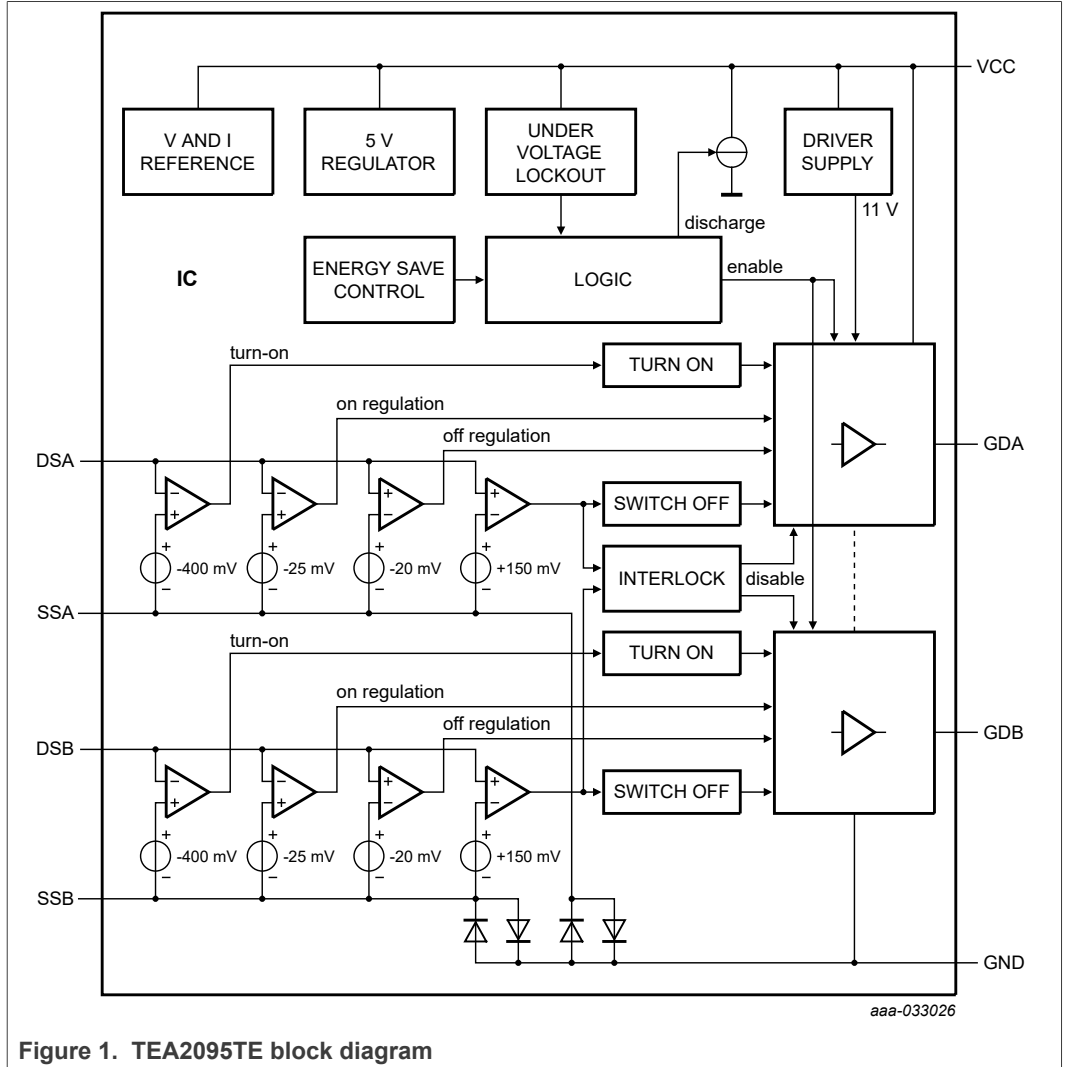 VCC
V AND I
REFERENCE
5 V
REGULATOR
UNDER
VOLTAGE
LOCKOUT
DRIVER
SUPPLY
11 V
discharge
IC
ENERGY SAVE
CONTROL
LOGIC
enable
turn-on
TURN ON
on regulation
off regulation
DSA
GDA
- + - + + - + -
SWITCH OFF
+ + + +
-400 mV -25 mV -20 mV +150 mV
- - - -
INTERLOCK
disable
SSA
turn-on
TURN ON
on regulation
off regulation
DSB
GDB
- + - + + - + -
SWITCH OFF
+ + + +
-400 mV -25 mV -20 mV +150 mV
- - - -
SSB
GND
aaa-033026
Figure 1. TEA2095TE block diagram